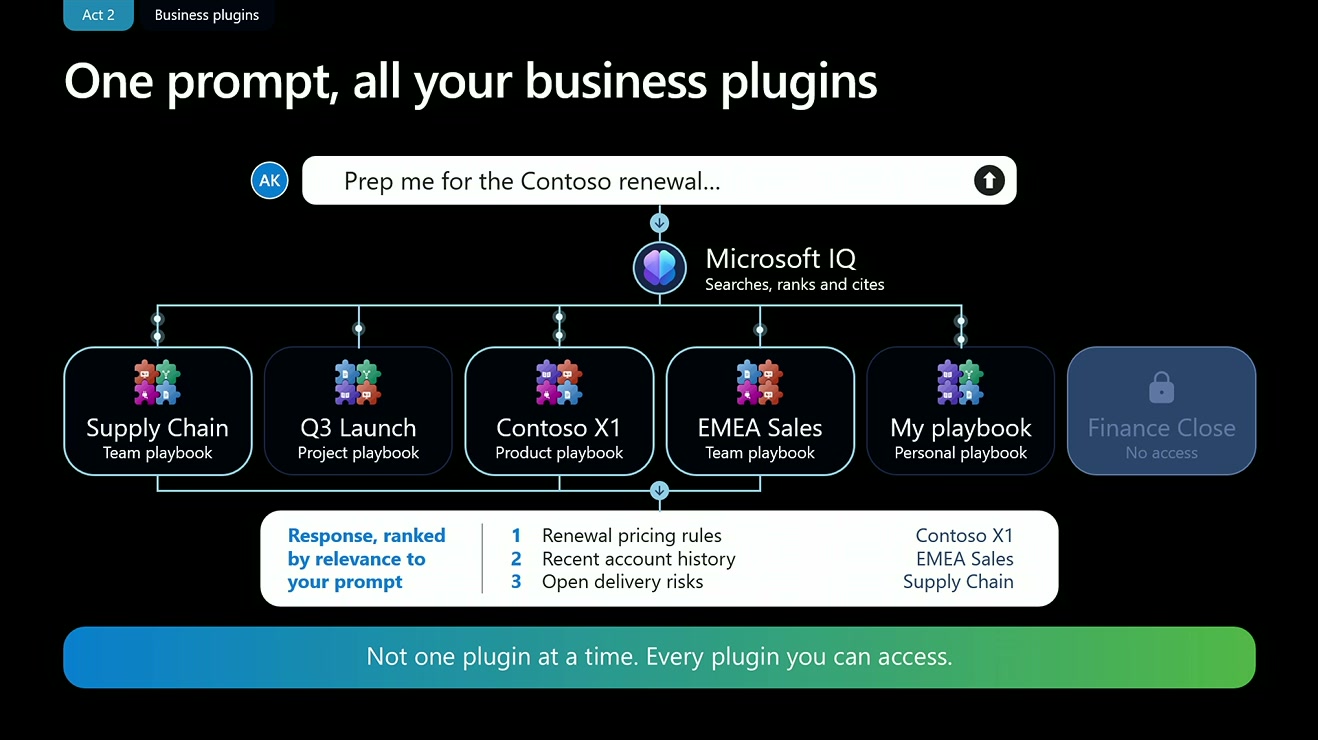 Act 2
Business plugins
One prompt, all your business plugins
AK
Prep me for the Contoso renewal...
Microsoft IQ
Searches, ranks and cites
Supply Chain
Team playbook
Q3 Launch
Project playbook
Contoso X1
Product playbook
EMEA Sales
Team playbook
My playbook
Personal playbook
Finance Close
No access
Response, ranked
by relevance to
your prompt
1 Renewal pricing rules Contoso X1
2 Recent account history EMEA Sales
3 Open delivery risks Supply Chain
Not one plugin at a time. Every plugin you can access.